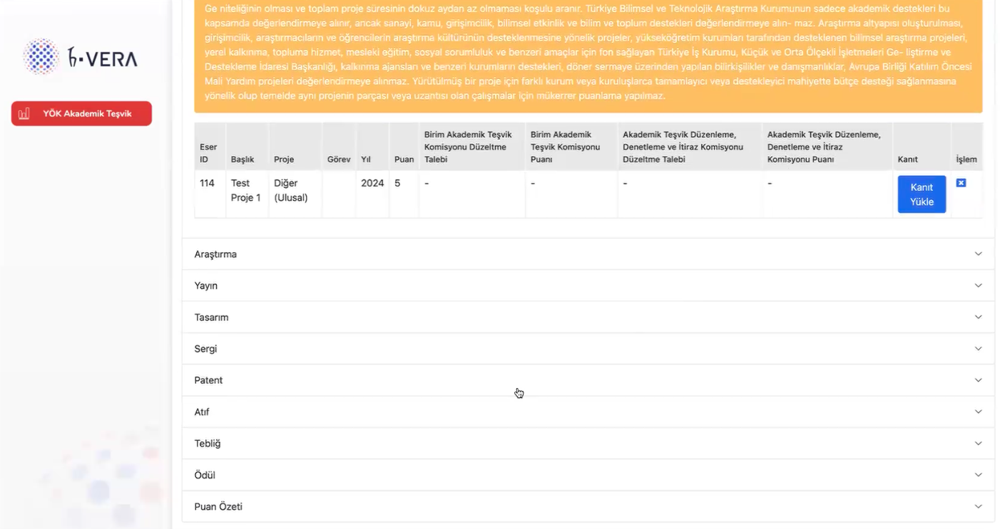 Ge niteliğinin olması ve toplam proje süresinin dokuz aydan az olmaması koşulu aranır. Türkiye Bilimsel ve Teknolojik Araştırma Kurumunun sadece akademik destekleri bu
kapsamda değerlendirmeye alınır, ancak sanayi, kamu, girişimcilik, bilimsel etkinlik ve bilim ve toplum destekleri değerlendirmeye alın- maz. Araştırma altyapısı oluşturulması,
girişimcilik, araştırmacıların ve öğrencilerin araştırma kültürünün desteklenmesine yönelik projeler, yükseköğretim kurumları tarafından desteklenen bilimsel araştırma projeleri,
yerel kalkınma, topluma hizmet, mesleki eğitim, sosyal sorumluluk ve benzeri amaçlar için fon sağlayan Türkiye İş Kurumu, Küçük ve Orta Ölçekli İşletmeleri Ge- liştirme ve
Destekleme İdaresi Başkanlığı, kalkınma ajansları ve benzeri kurumların destekleri, döner sermaye üzerinden yapılan bilirkişilikler ve danışmanlıklar, Avrupa Birliği Katılım Öncesi
Mali Yardım projeleri değerlendirmeye alınmaz. Yürütülmüş bir proje için farklı kurum veya kuruluşlarca tamamlayıcı veya destekleyici mahiyette bütçe desteği sağlanmasına
yönelik olup temelde aynı projenin parçası veya uzantısı olan çalışmalar için mükerrer puanlama yapılmaz.
h·VERA
YÖK Akademik Teşvik
Eser ID
Başlık
Proje
Görev
Yıl
Puan
Birim Akademik Teşvik
Komisyonu Düzeltme
Talebi
Birim Akademik
Teşvik Komisyonu
Puanı
Akademik Teşvik Düzenleme,
Denetleme ve İtiraz Komisyonu
Düzeltme Talebi
Akademik Teşvik Düzenleme,
Denetleme ve İtiraz
Komisyonu Puanı
Kanıt
İşlem
114
Test
Proje 1
Diğer
(Ulusal)
2024
5
-
-
-
-
Kanıt
Yükle
Araştırma
Yayın
Tasarım
Sergi
Patent
Atıf
Tebliğ
Ödül
Puan Özeti